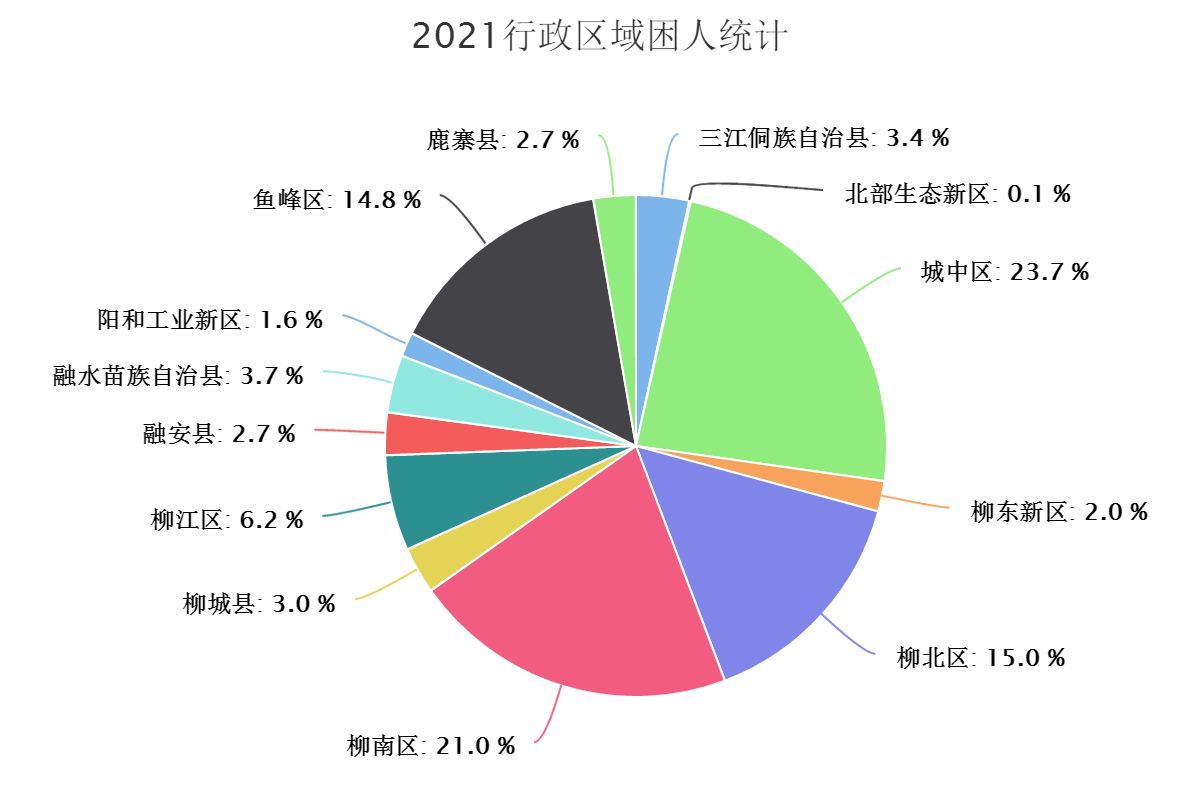 2021行政区域困人统计
鹿寨县: 2.7 %
三江侗族自治县: 3.4 %
鱼峰区: 14.8 %
北部生态新区: 0.1 %
城中区: 23.7 %
阳和工业新区: 1.6 %
融水苗族自治县: 3.7 %
融安县: 2.7 %
柳东新区: 2.0 %
柳江区: 6.2 %
柳城县: 3.0 %
柳北区: 15.0 %
柳南区: 21.0 %